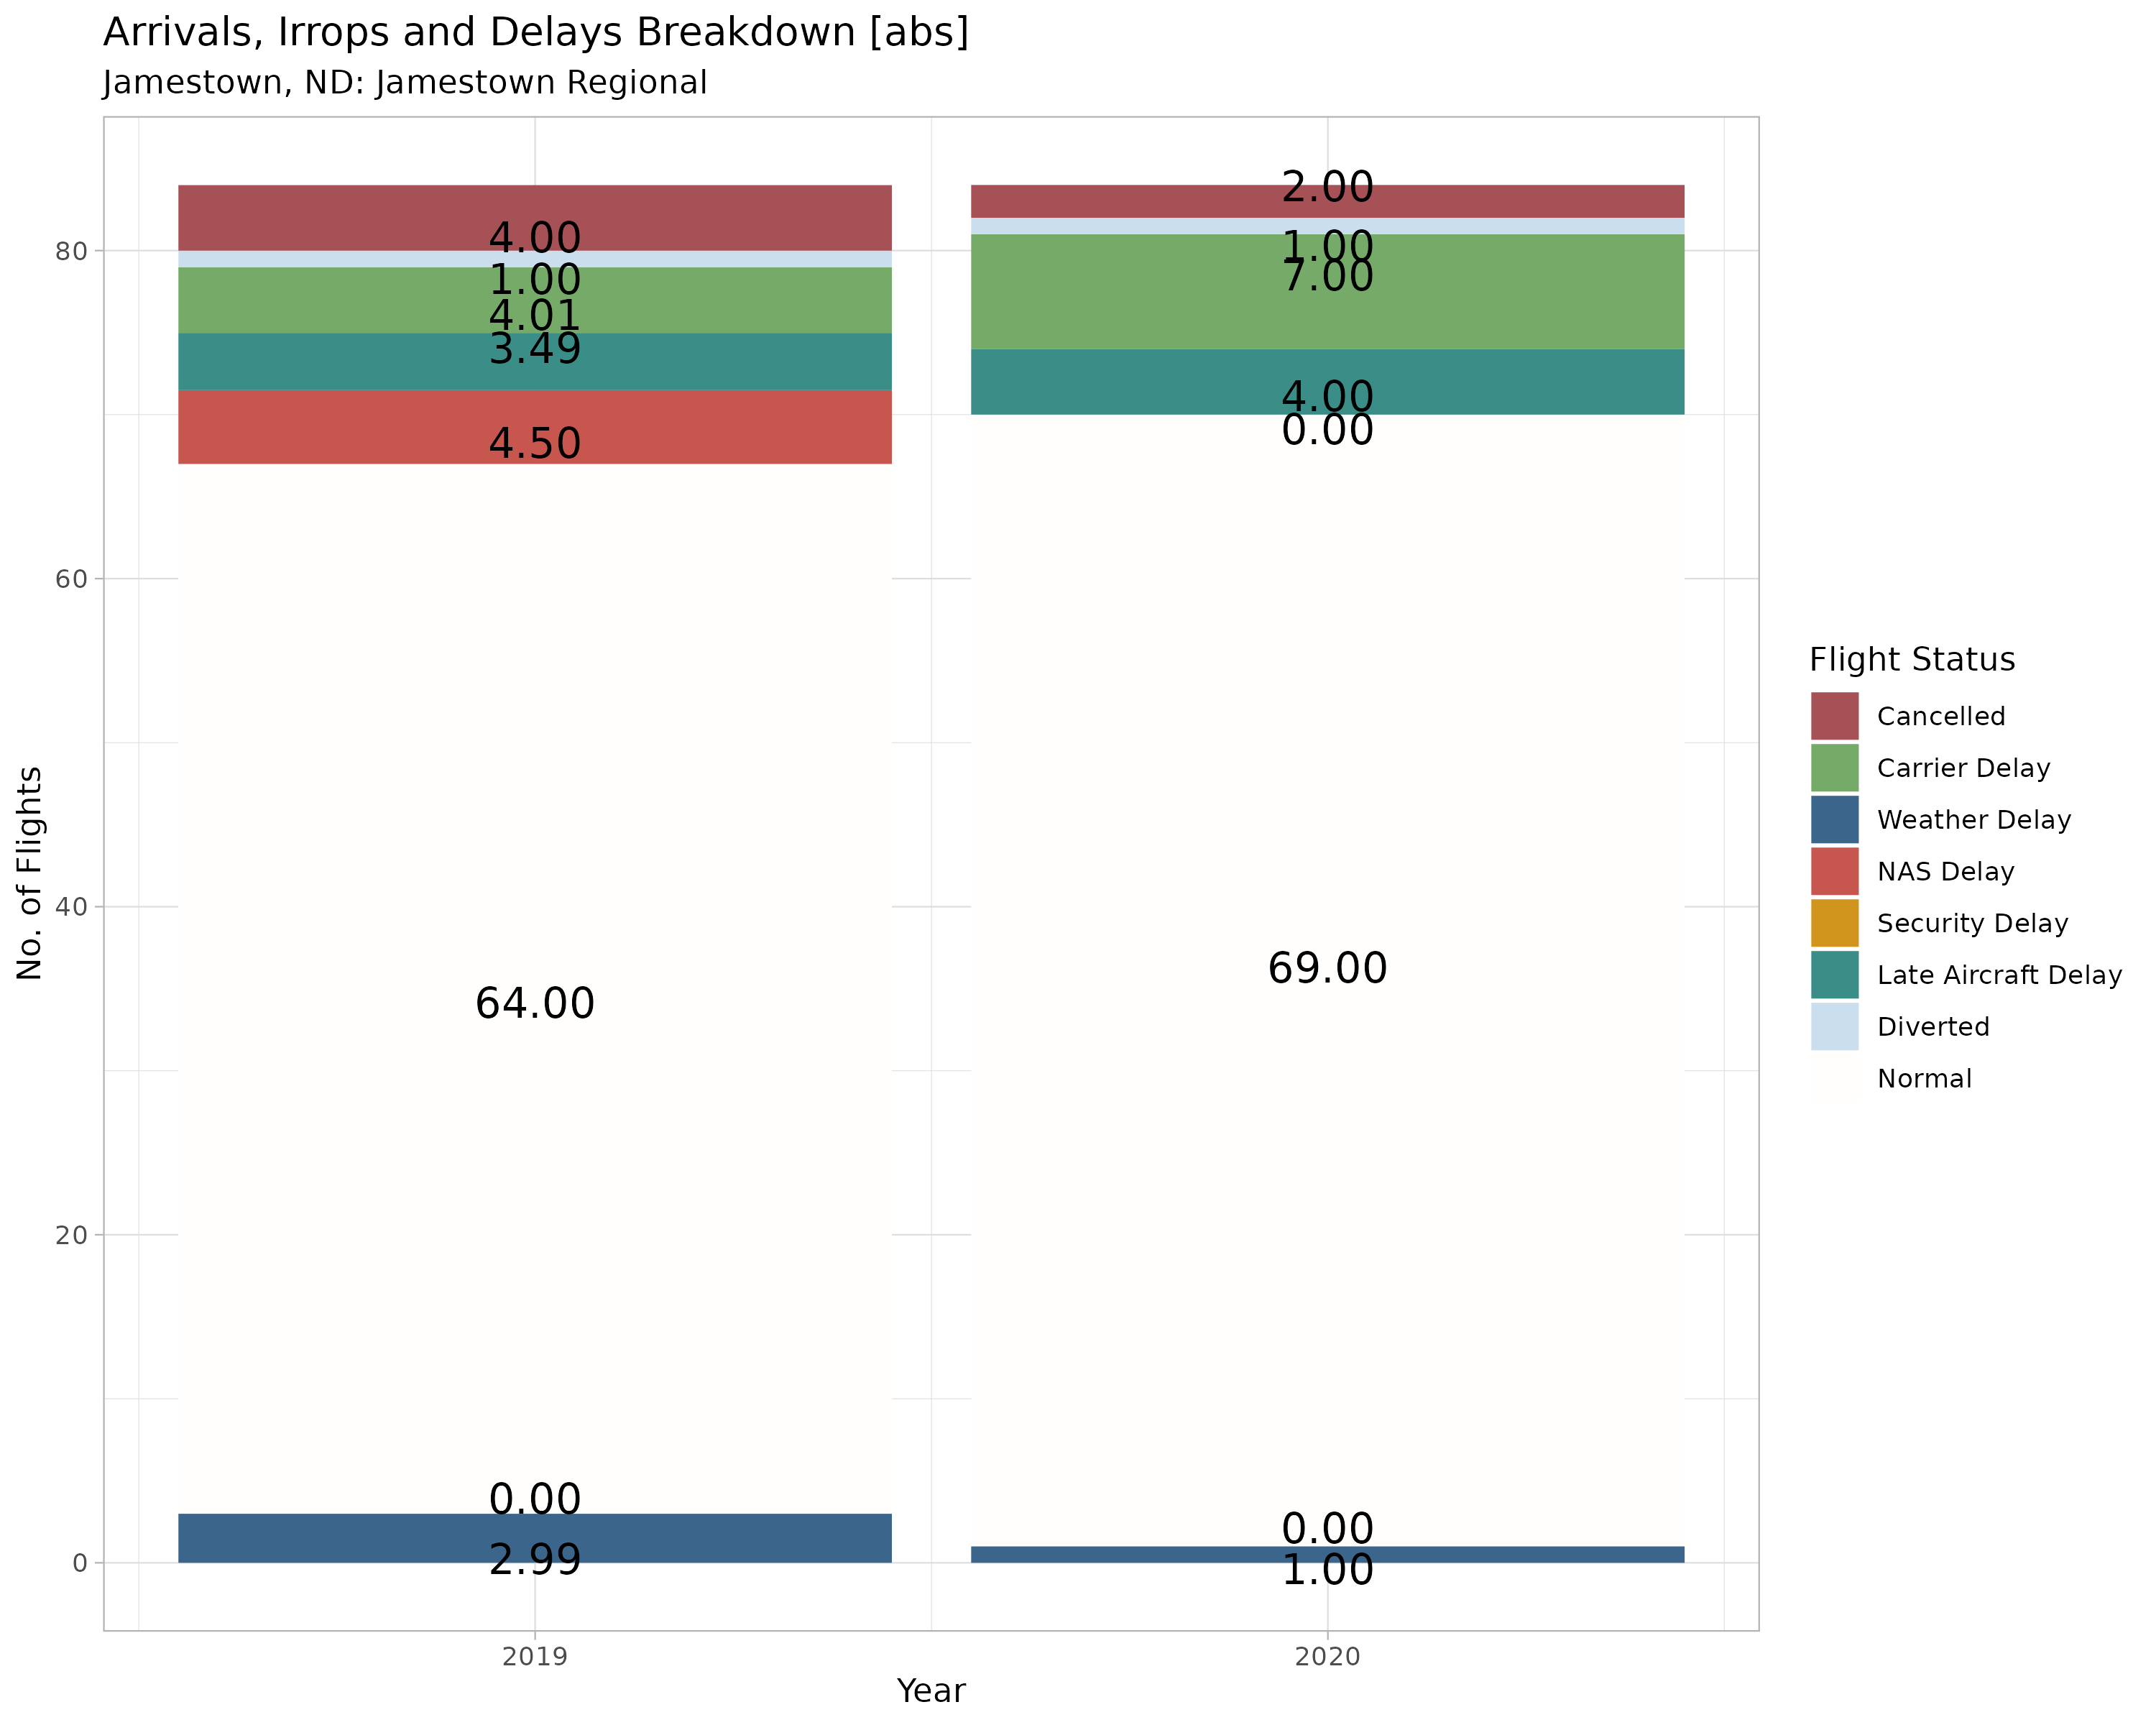 Arrivals, Irrops and Delays Breakdown [abs]
Jamestown, ND: Jamestown Regional
No. of Flights
80
60
40
20
0
4.00
1.00
4.01
3.49
4.50
64.00
0.00
2.99
2.00
1.00
7.00
4.00
0.00
69.00
0.00
1.00
2019
2020
Year
Flight Status
Cancelled
Carrier Delay
Weather Delay
NAS Delay
Security Delay
Late Aircraft Delay
Diverted
Normal